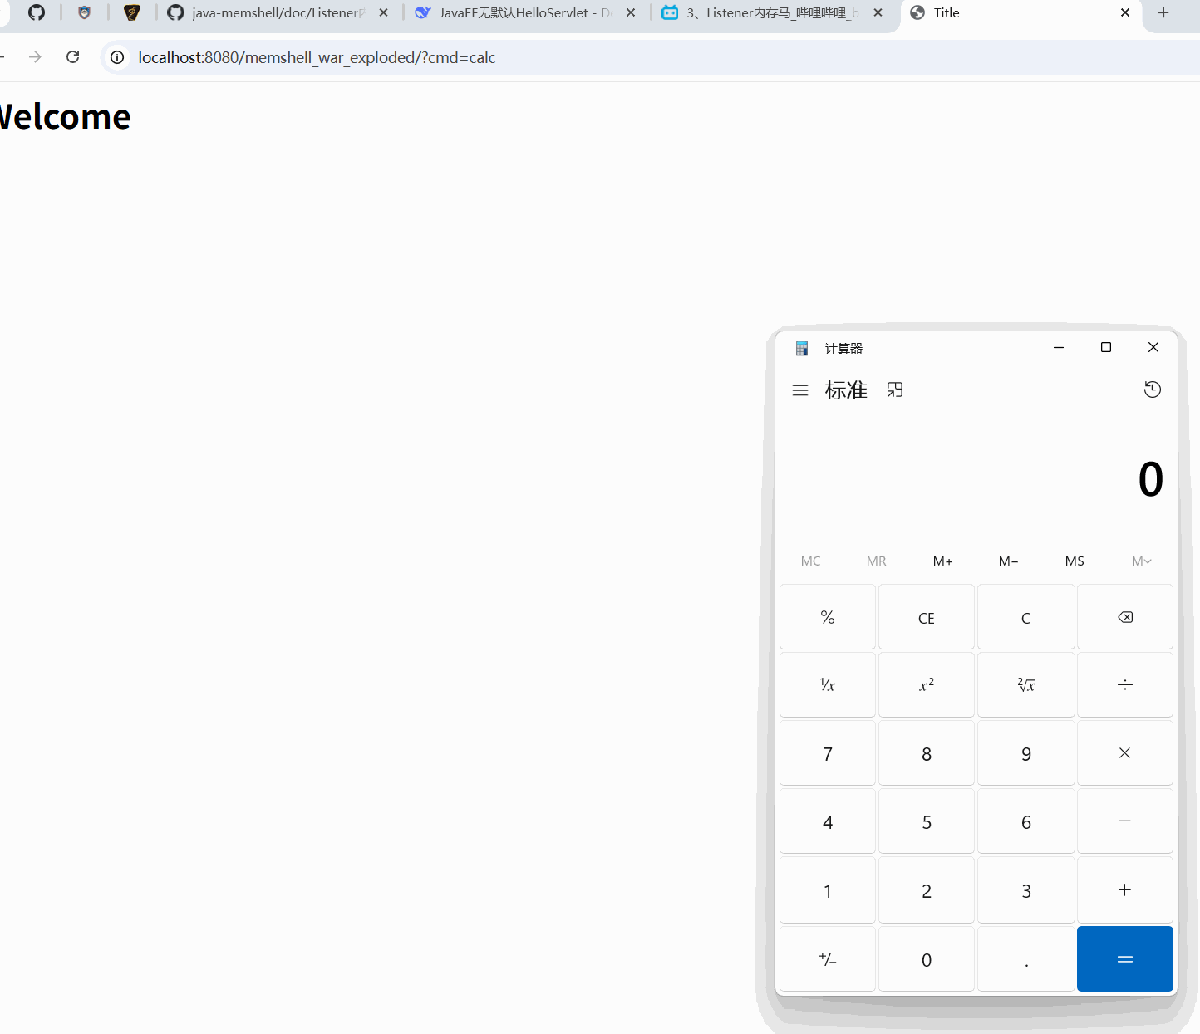 java-memshell/doc/Listener JavaEE无默认HelloServlet - D 3、Listener内存马_哔哩哔哩_ Title
localhost:8080/memshell_war_exploded/?cmd=calc
Welcome
计算器
标准
0
MC MR M+ M− MS M
% CE C
¹⁄x x² ²√x ÷
7 8 9 ×
4 5 6 −
1 2 3 +
+/− 0 . =